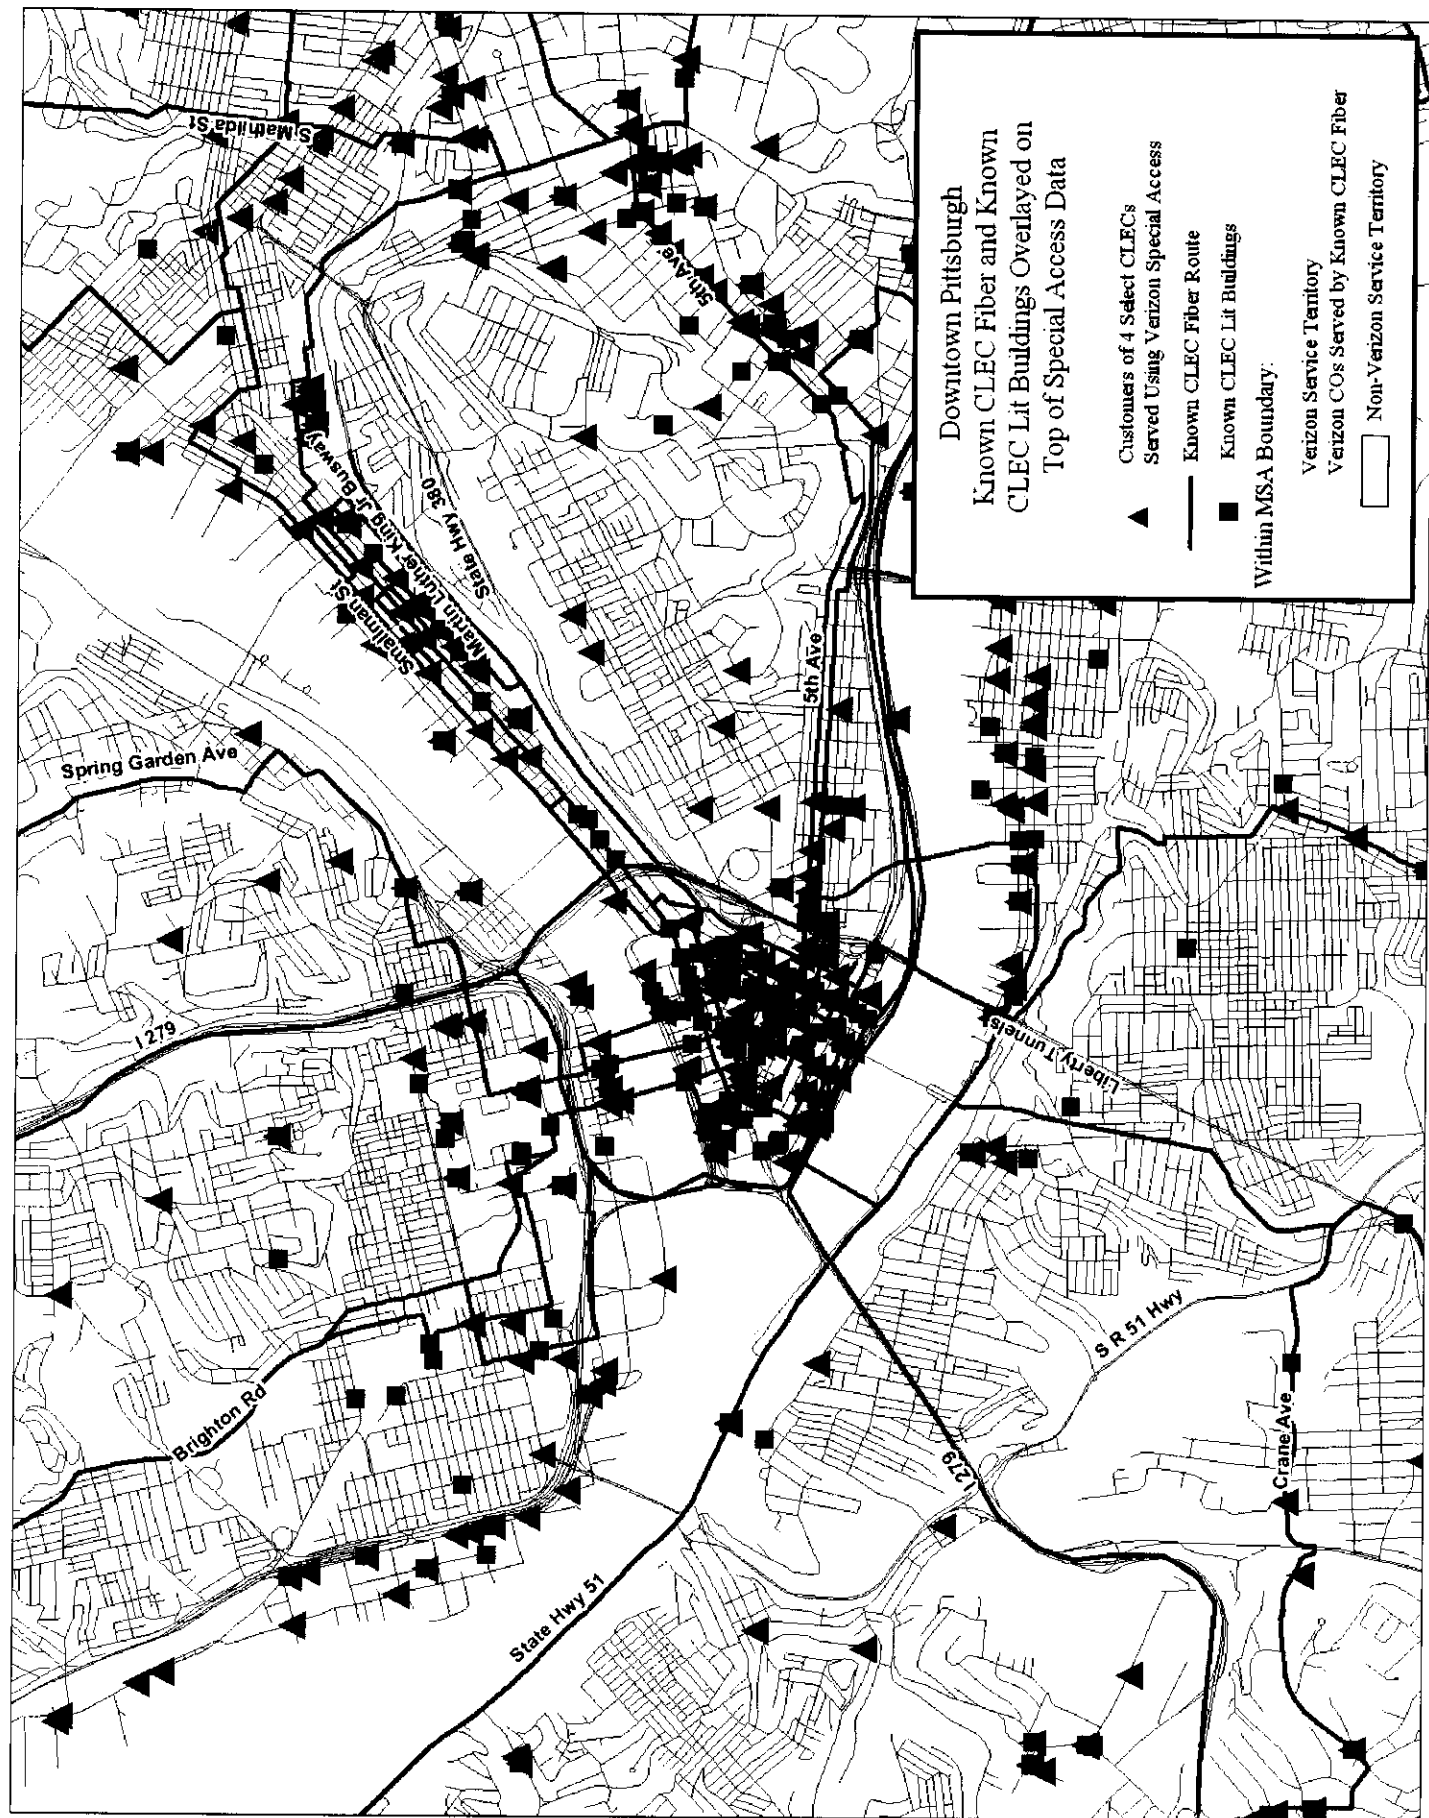 Downtown Pittsburgh
Known CLEC Fiber and Known
CLEC Lit Buildings Overlayed on
Top of Special Access Data
Customers of 4 Select CLECs
Served Using Verizon Special Access
Known CLEC Fiber Route
Known CLEC Lit Buildings
Within MSA Boundary:
Verizon Service Territory
Verizon COs Served by Known CLEC Fiber
Non-Verizon Service Territory
S Mathilda St
Spring Garden Ave
Smallman St
Martin Luther King Jr Busway
State Hwy 380
5th Ave
5th Ave
I 279
Brighton Rd
Liberty Tunnels
State Hwy 51
I 279
S R 51 Hwy
Crane Ave